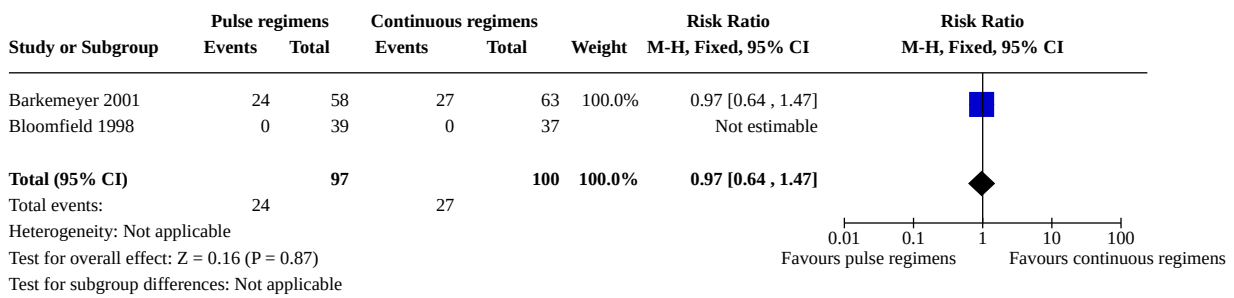 Pulse regimens Continuous regimens Risk Ratio Risk Ratio
Study or Subgroup Events Total Events Total Weight M-H, Fixed, 95% CI M-H, Fixed, 95% CI
Barkemeyer 2001 24 58 27 63 100.0% 0.97 [0.64 , 1.47]
Bloomfield 1998 0 39 0 37 Not estimable
Total (95% CI) 97 100 100.0% 0.97 [0.64 , 1.47]
Total events: 24 27
Heterogeneity: Not applicable
0.01 0.1 1 10 100
Test for overall effect: Z = 0.16 (P = 0.87) Favours pulse regimens Favours continuous regimens
Test for subgroup differences: Not applicable